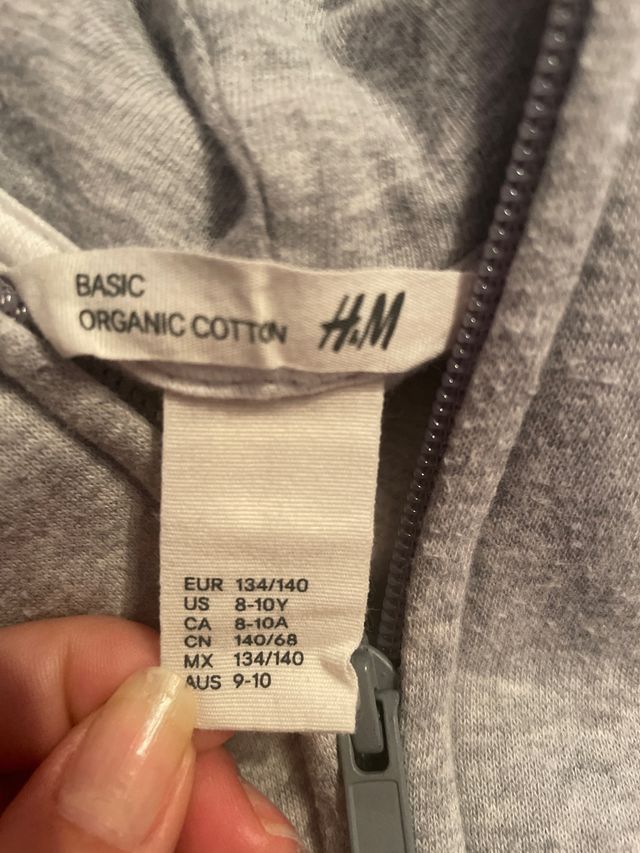 BASIC
ORGANIC COTTON H&M
EUR 134/140
US 8-10Y
CA 8-10A
CN 140/68
MX 134/140
AUS 9-10